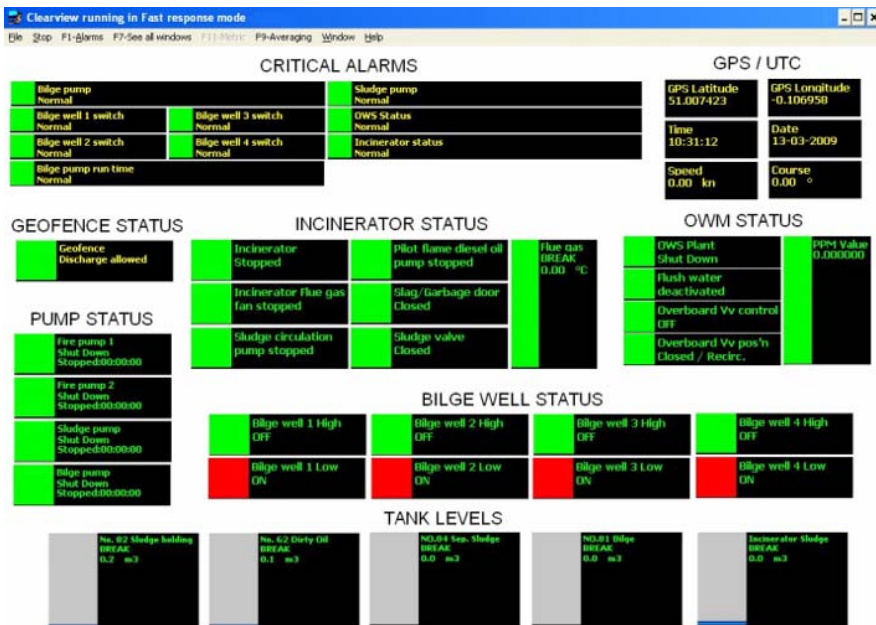 Clearview running in Fast response mode
File Stop F1-Alarms F7-See all windows F11-Metric F9-Averaging Window Help
CRITICAL ALARMS
Bilge pump
Normal
Sludge pump
Normal
Bilge well 1 switch
Normal
Bilge well 3 switch
Normal
OWS Status
Normal
Bilge well 2 switch
Normal
Bilge well 4 switch
Normal
Incinerator status
Normal
Bilge pump run time
Normal
GPS / UTC
GPS Latitude
51.007423
GPS Longitude
-0.106958
Time
10:31:12
Date
13-03-2009
Speed
0.00 kn
Course
0.00 °
GEOFENCE STATUS
Geofence
Discharge allowed
INCINERATOR STATUS
Incinerator
Stopped
Pilot flame diesel oil
pump stopped
Flue gas
BREAK
0.00 °C
Incinerator Flue gas
fan stopped
Slag/Garbage door
Closed
Sludge circulation
pump stopped
Sludge valve
Closed
OWM STATUS
OWS Plant
Shut Down
PPM Value
0.000000
Flush water
deactivated
Overboard Vv control
OFF
Overboard Vv pos'n
Closed / Recirc.
PUMP STATUS
Fire pump 1
Shut Down
Stopped:00:00:00
Fire pump 2
Shut Down
Stopped:00:00:00
Sludge pump
Shut Down
Stopped:00:00:00
Bilge pump
Shut Down
Stopped:00:00:00
BILGE WELL STATUS
Bilge well 1 High
OFF
Bilge well 2 High
OFF
Bilge well 3 High
OFF
Bilge well 4 High
OFF
Bilge well 1 Low
ON
Bilge well 2 Low
ON
Bilge well 3 Low
ON
Bilge well 4 Low
ON
TANK LEVELS
No. 82 Sludge holding
BREAK
0.2 m3
No. 62 Dirty Oil
BREAK
0.1 m3
NO.84 Sep. Sludge
BREAK
0.0 m3
NO.81 Bilge
BREAK
0.0 m3
Incinerator Sludge
BREAK
0.0 m3